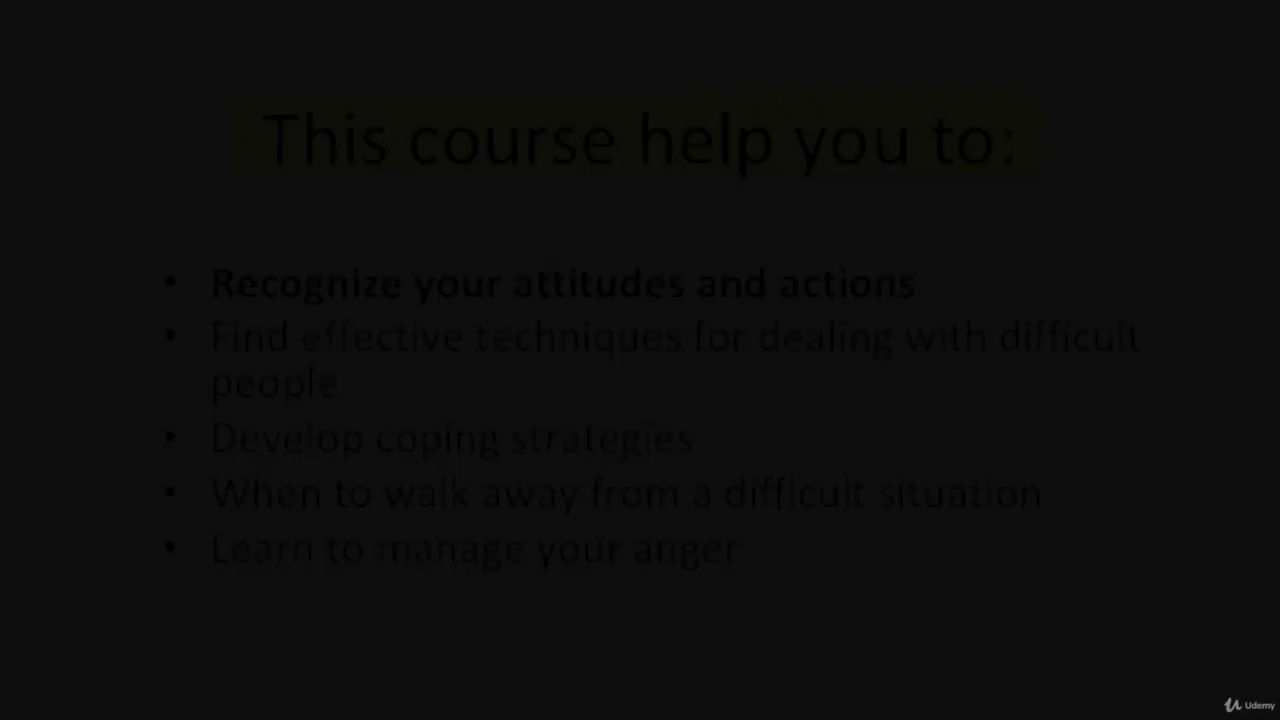 This course help you to:
• Recognize your attitudes and actions
• Find effective techniques for dealing with difficult
people
• Develop coping strategies
• When to walk away from a difficult situation
• Learn to manage your anger
Udemy